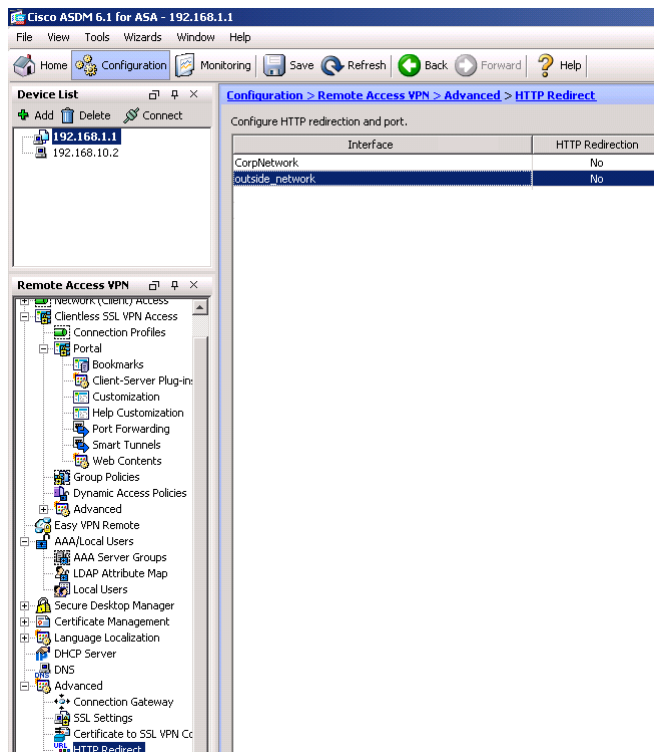 Cisco ASDM 6.1 for ASA - 192.168.1.1
File View Tools Wizards Window Help
Home Configuration Monitoring Save Refresh Back Forward Help
Device List
Add Delete Connect
192.168.1.1
192.168.10.2
Configuration > Remote Access VPN > Advanced > HTTP Redirect
Configure HTTP redirection and port.
Interface HTTP Redirection
CorpNetwork No
outside_network No
Remote Access VPN
Network (Client) Access
Clientless SSL VPN Access
Connection Profiles
Portal
Bookmarks
Client-Server Plug-in
Customization
Help Customization
Port Forwarding
Smart Tunnels
Web Contents
Group Policies
Dynamic Access Policies
Advanced
Easy VPN Remote
AAA/Local Users
AAA Server Groups
LDAP Attribute Map
Local Users
Secure Desktop Manager
Certificate Management
Language Localization
DHCP Server
DNS
DNS
Advanced
Connection Gateway
SSL Settings
Certificate to SSL VPN Co
URL
HTTP Redirect